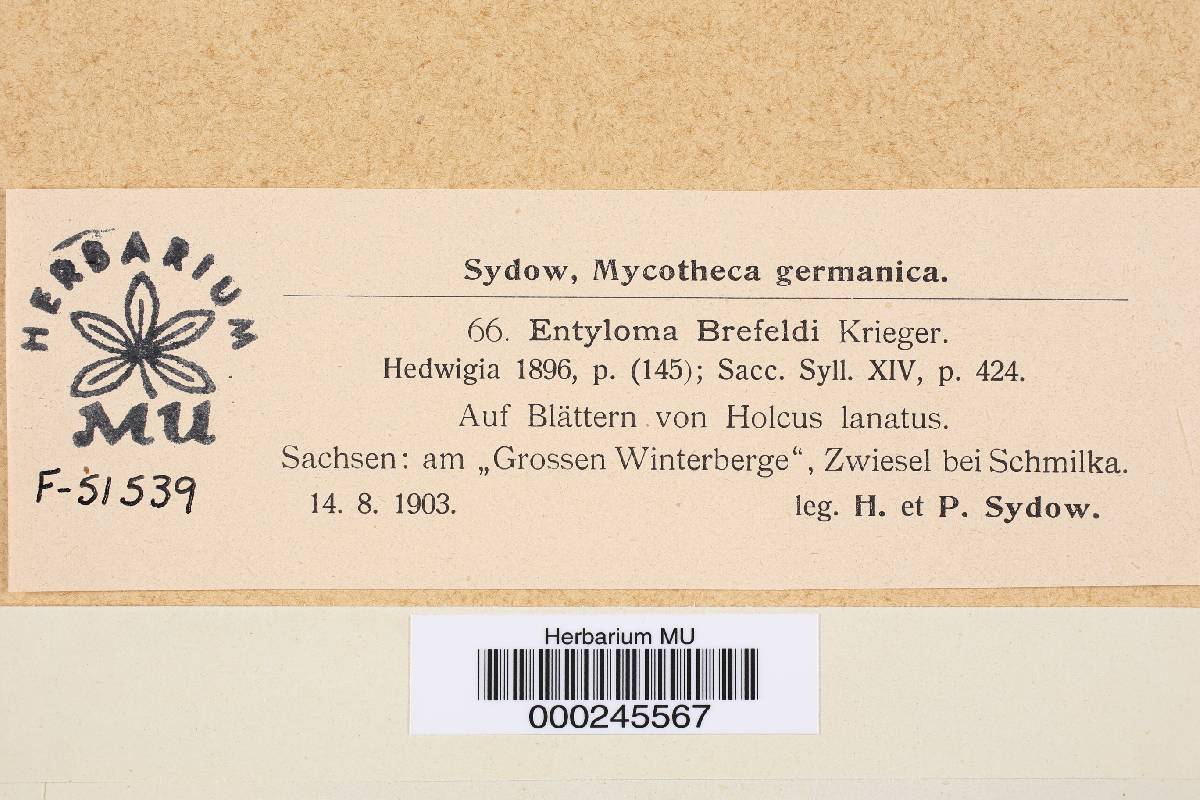 HERBARIUM
MU
F-51539
Sydow, Mycotheca germanica.
66. Entyloma Brefeldi Krieger.
Hedwigia 1896, p. (145); Sacc. Syll. XIV, p. 424.
Auf Blättern von Holcus lanatus.
Sachsen: am „Grossen Winterberge“, Zwiesel bei Schmilka.
14. 8. 1903. leg. H. et P. Sydow.
Herbarium MU
000245567